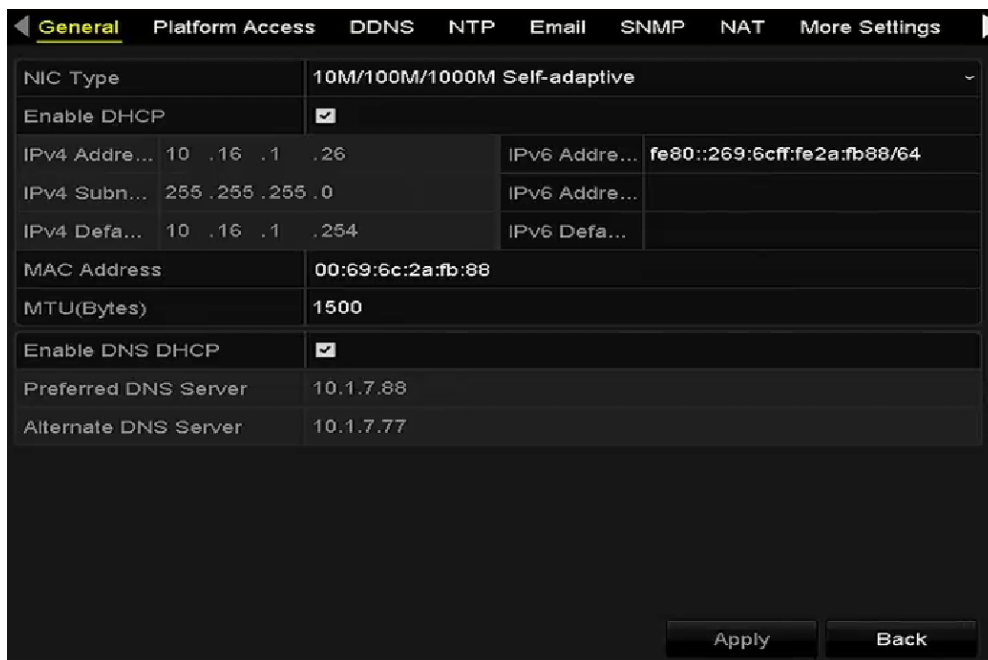 General Platform Access DDNS NTP Email SNMP NAT More Settings
NIC Type 10M/100M/1000M Self-adaptive
Enable DHCP
IPv4 Addre... 10 .16 .1 .26 IPv6 Addre... fe80::269:6cff:fe2a:fb88/64
IPv4 Subn... 255.255.255.0 IPv6 Addre...
IPv4 Defa... 10 .16 .1 .254 IPv6 Defa...
MAC Address 00:69:6c:2a:fb:88
MTU(Bytes) 1500
Enable DNS DHCP
Preferred DNS Server 10.1.7.88
Alternate DNS Server 10.1.7.77
Apply Back